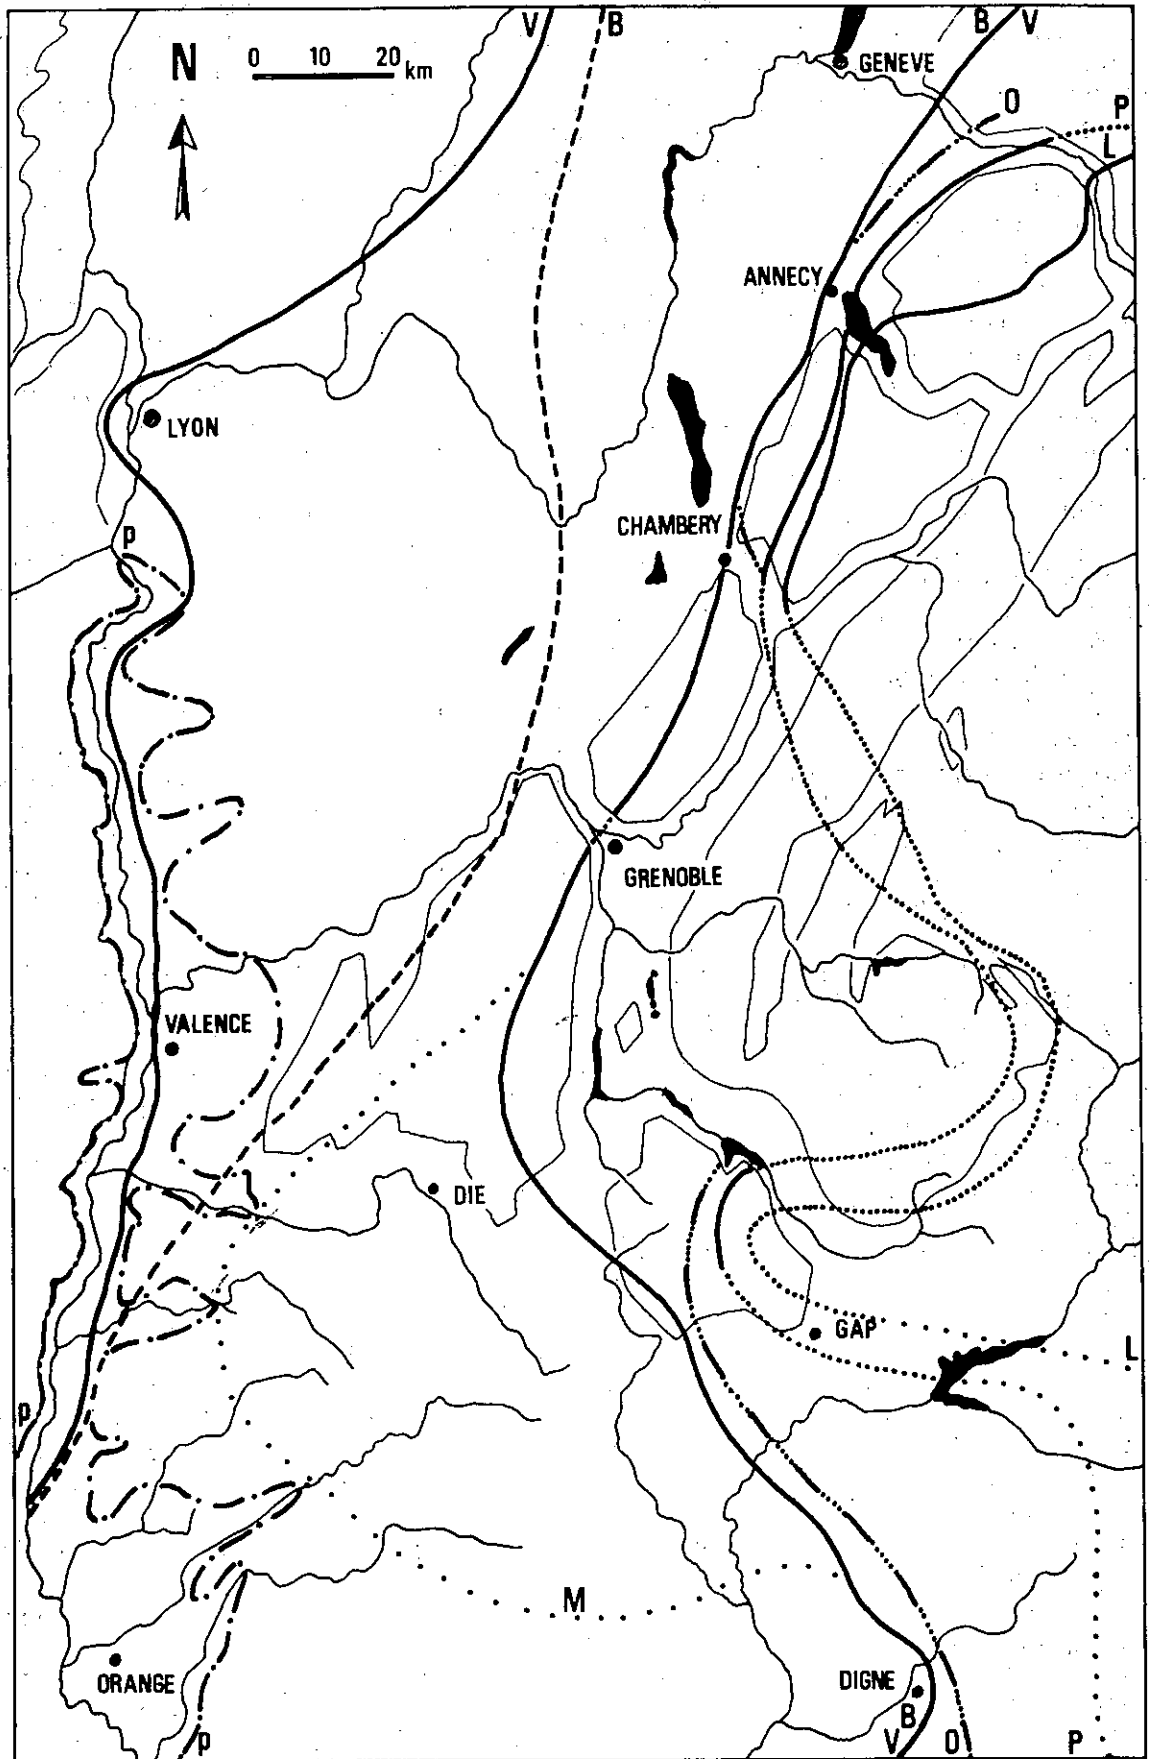 V B B V
N 0 10 20 km
GENEVE
O
P
L
ANNECY
LYON
CHAMBERY
p
GRENOBLE
VALENCE
DIE
GAP
L
p
M
ORANGE
DIGNE
B
p V O P